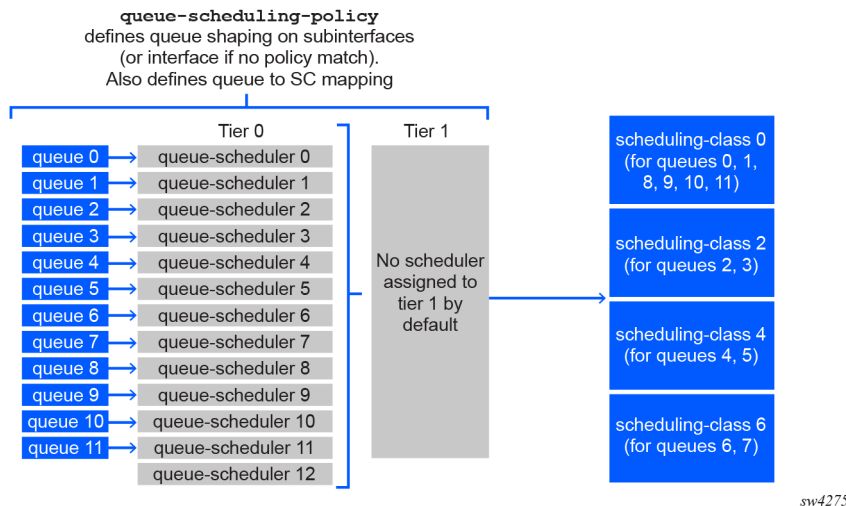 queue-scheduling-policy
defines queue shaping on subinterfaces
(or interface if no policy match).
Also defines queue to SC mapping
Tier 0
Tier 1
queue 0
queue-scheduler 0
queue 1
queue-scheduler 1
queue 2
queue-scheduler 2
queue 3
queue-scheduler 3
queue 4
queue-scheduler 4
queue 5
queue-scheduler 5
queue 6
queue-scheduler 6
queue 7
queue-scheduler 7
queue 8
queue-scheduler 8
queue 9
queue-scheduler 9
queue 10
queue-scheduler 10
queue 11
queue-scheduler 11
queue-scheduler 12
No scheduler
assigned to
tier 1 by
default
scheduling-class 0
(for queues 0, 1,
8, 9, 10, 11)
scheduling-class 2
(for queues 2, 3)
scheduling-class 4
(for queues 4, 5)
scheduling-class 6
(for queues 6, 7)
sw4275